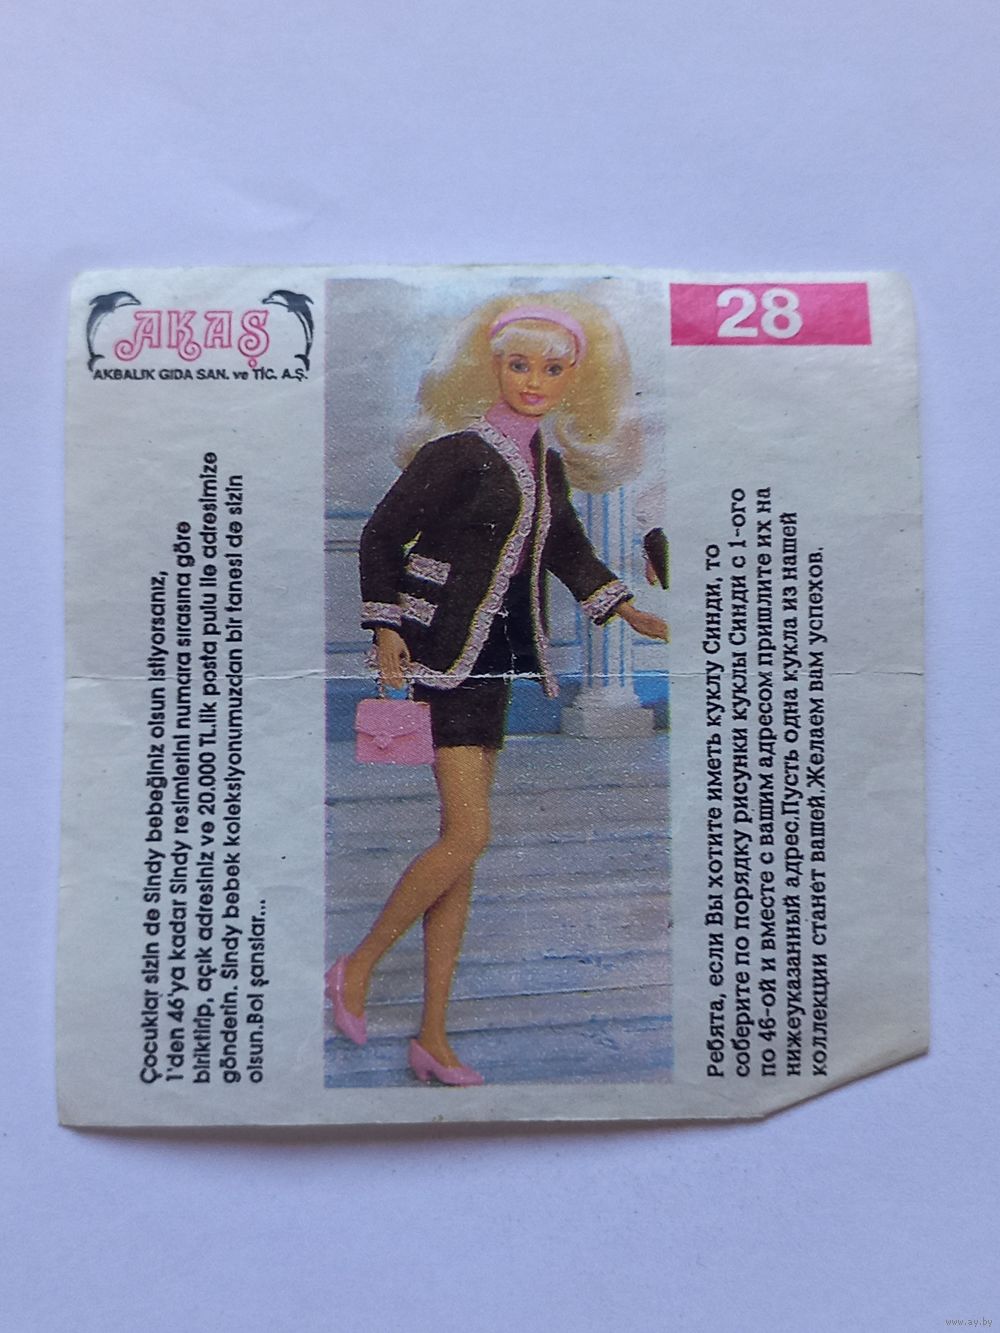 AKAŞ
AKBALIK GIDA SAN. ve TİC. A.Ş.
28
Çocuklar sizin de Sindy bebeğiniz olsun istiyorsanız,
1'den 46'ya kadar Sindy resimlerini numara sırasına göre
biriktirip, açık adresiniz ve 20.000 TL.lik posta pulu ile adresimize
gönderin. Sindy bebek koleksiyonumuzdan bir tanesi de sizin
olsun.Bol şanslar...
Ребята, если Вы хотите иметь куклу Синди, то
соберите по порядку рисунки куклы Синди с 1-ого
по 46-ой и вместе с вашим адресом пришлите их на
нижеуказанный адрес.Пусть одна кукла из нашей
коллекции станет вашей.Желаем вам успехов.
www.ay.by